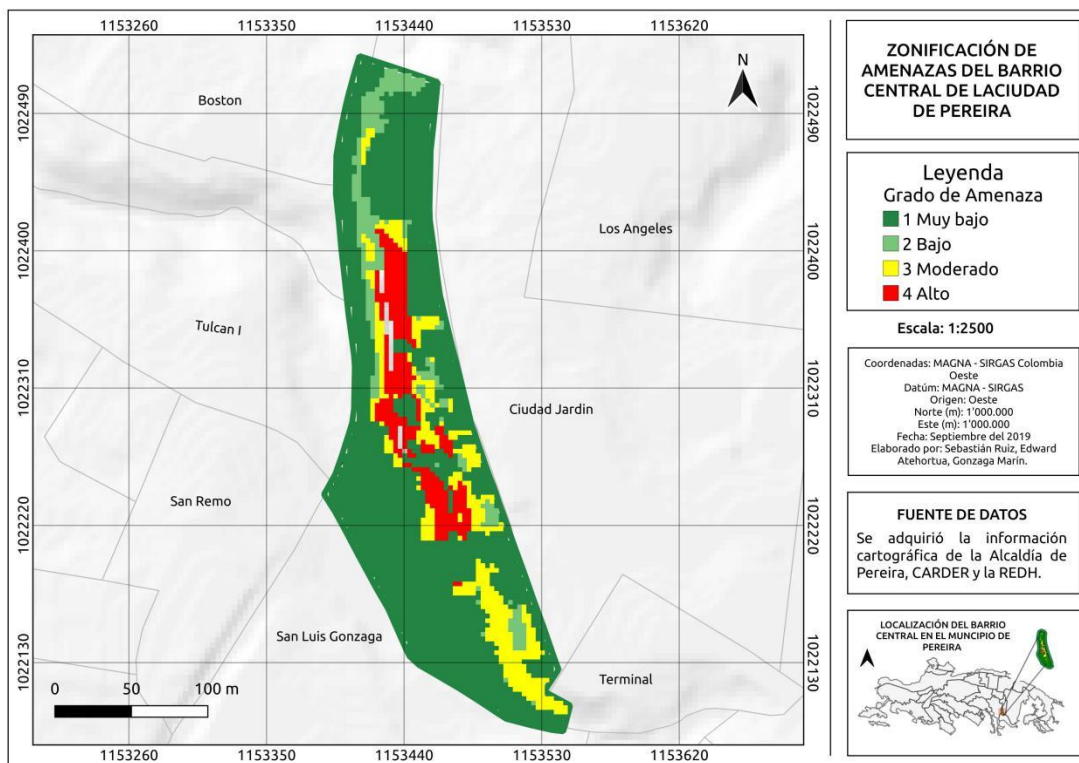 1153260 1153350 1153440 1153530 1153620
1022490
1022400
1022310
1022220
1022130
Boston
Tulcan I
San Remo
San Luis Gonzaga
Los Angeles
Ciudad Jardin
Terminal
N
0 50 100 m
1022490
1022400
1022310
1022220
1022130
1153260 1153350 1153440 1153530 1153620
ZONIFICACIÓN DE
AMENAZAS DEL BARRIO
CENTRAL DE LACIUDAD
DE PEREIRA
Leyenda
Grado de Amenaza
1 Muy bajo
2 Bajo
3 Moderado
4 Alto
Escala: 1:2500
Coordenadas: MAGNA - SIRGAS Colombia
Oeste
Datúm: MAGNA - SIRGAS
Origen: Oeste
Norte (m): 1'000.000
Este (m): 1'000.000
Fecha: Septiembre del 2019
Elaborado por: Sebastián Ruiz, Edward
Atehortua, Gonzaga Marín.
FUENTE DE DATOS
Se adquirió la información
cartográfica de la Alcaldía de
Pereira, CARDER y la REDH.
LOCALIZACIÓN DEL BARRIO
CENTRAL EN EL MUNCIPIO DE
PEREIRA